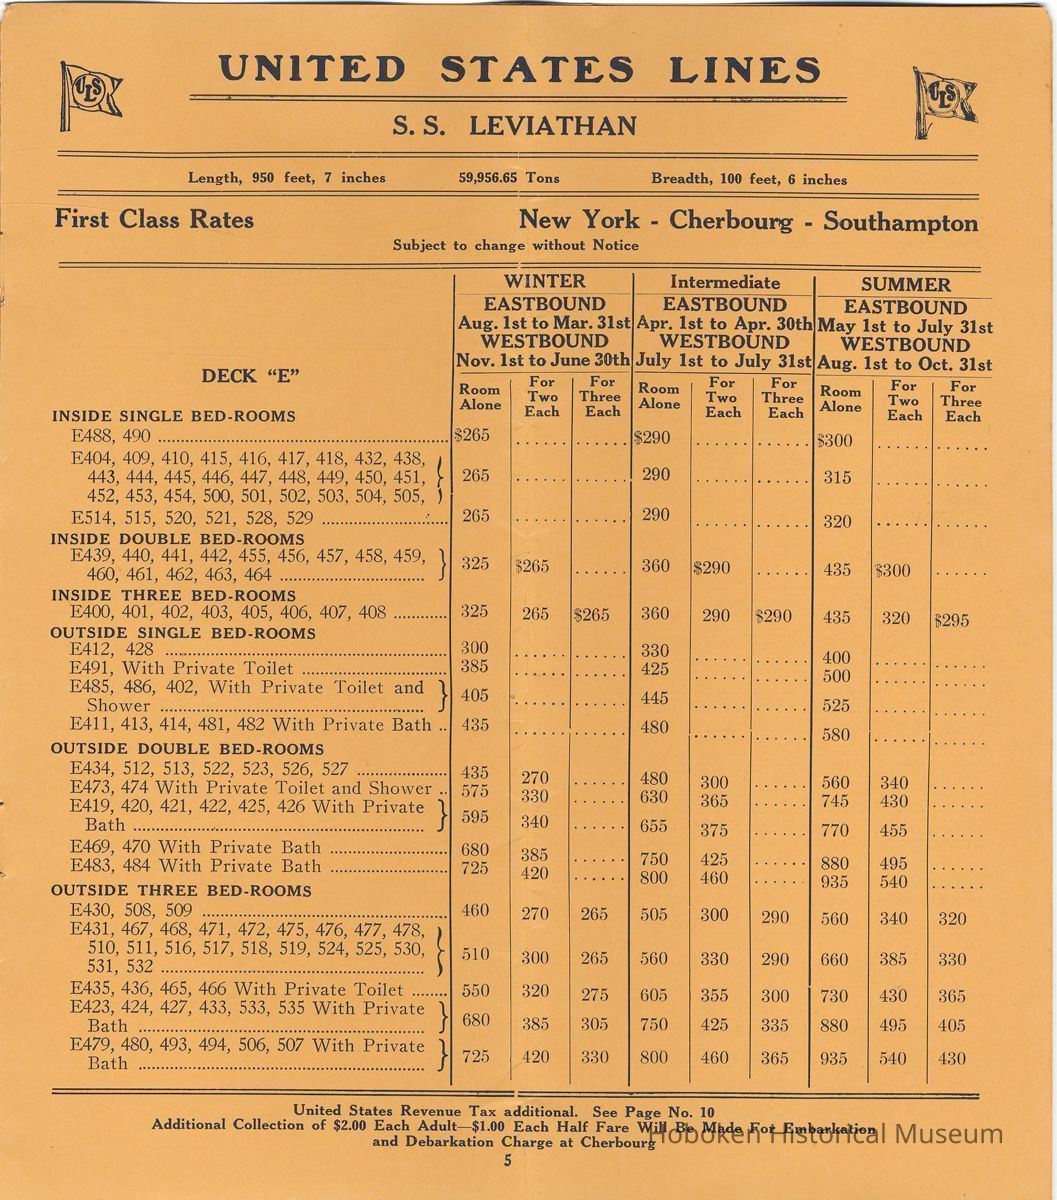 ULS
UNITED STATES LINES
ULS
S. S. LEVIATHAN
Length, 950 feet, 7 inches 59,956.65 Tons Breadth, 100 feet, 6 inches
First Class Rates New York - Cherbourg - Southampton
Subject to change without Notice
WINTER Intermediate SUMMER
EASTBOUND EASTBOUND EASTBOUND
Aug. 1st to Mar. 31st Apr. 1st to Apr. 30th May 1st to July 31st
WESTBOUND WESTBOUND WESTBOUND
Nov. 1st to June 30th July 1st to July 31st Aug. 1st to Oct. 31st
DECK “E”
Room For For Room For For Room For For
Alone Two Three Alone Two Three Alone Two Three
Each Each Each Each Each Each
INSIDE SINGLE BED-ROOMS
E488, 490 $265 $290 $300
E404, 409, 410, 415, 416, 417, 418, 432, 438,
443, 444, 445, 446, 447, 448, 449, 450, 451, 265 290 315
452, 453, 454, 500, 501, 502, 503, 504, 505,
E514, 515, 520, 521, 528, 529 265 290 320
INSIDE DOUBLE BED-ROOMS
E439, 440, 441, 442, 455, 456, 457, 458, 459,
460, 461, 462, 463, 464 325 $265 360 $290 435 $300
INSIDE THREE BED-ROOMS
E400, 401, 402, 403, 405, 406, 407, 408 325 265 $265 360 290 $290 435 320 $295
OUTSIDE SINGLE BED-ROOMS
E412, 428 300 330 400
E491, With Private Toilet 385 425 500
E485, 486, 402, With Private Toilet and
Shower 405 445 525
E411, 413, 414, 481, 482 With Private Bath 435 480 580
OUTSIDE DOUBLE BED-ROOMS
E434, 512, 513, 522, 523, 526, 527 435 270 480 300 560 340
E473, 474 With Private Toilet and Shower 575 330 630 365 745 430
E419, 420, 421, 422, 425, 426 With Private
Bath 595 340 655 375 770 455
E469, 470 With Private Bath 680 385 750 425 880 495
E483, 484 With Private Bath 725 420 800 460 935 540
OUTSIDE THREE BED-ROOMS
E430, 508, 509 460 270 265 505 300 290 560 340 320
E431, 467, 468, 471, 472, 475, 476, 477, 478,
510, 511, 516, 517, 518, 519, 524, 525, 530, 510 300 265 560 330 290 660 385 330
531, 532
E435, 436, 465, 466 With Private Toilet 550 320 275 605 355 300 730 430 365
E423, 424, 427, 433, 533, 535 With Private
Bath 680 385 305 750 425 335 880 495 405
E479, 480, 493, 494, 506, 507 With Private
Bath 725 420 330 800 460 365 935 540 430
United States Revenue Tax additional. See Page No. 10
Additional Collection of $2.00 Each Adult—$1.00 Each Half Fare Will Be Made For Embarkation
and Debarkation Charge at Cherbourg
Hoboken Historical Museum
5